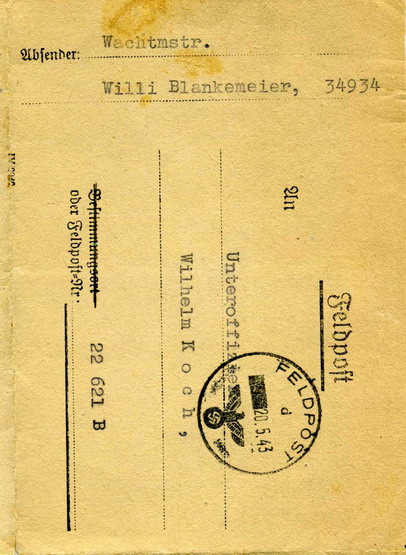 Absender: Wachtmstr.
Willi Blankemeier, 34934
Feldpost
An
Unteroffizier
Wilhelm K o c h,
Bestimmungsort
oder Feldpost=Nr: 22 621 B
FELDPOST
d
20.5.43